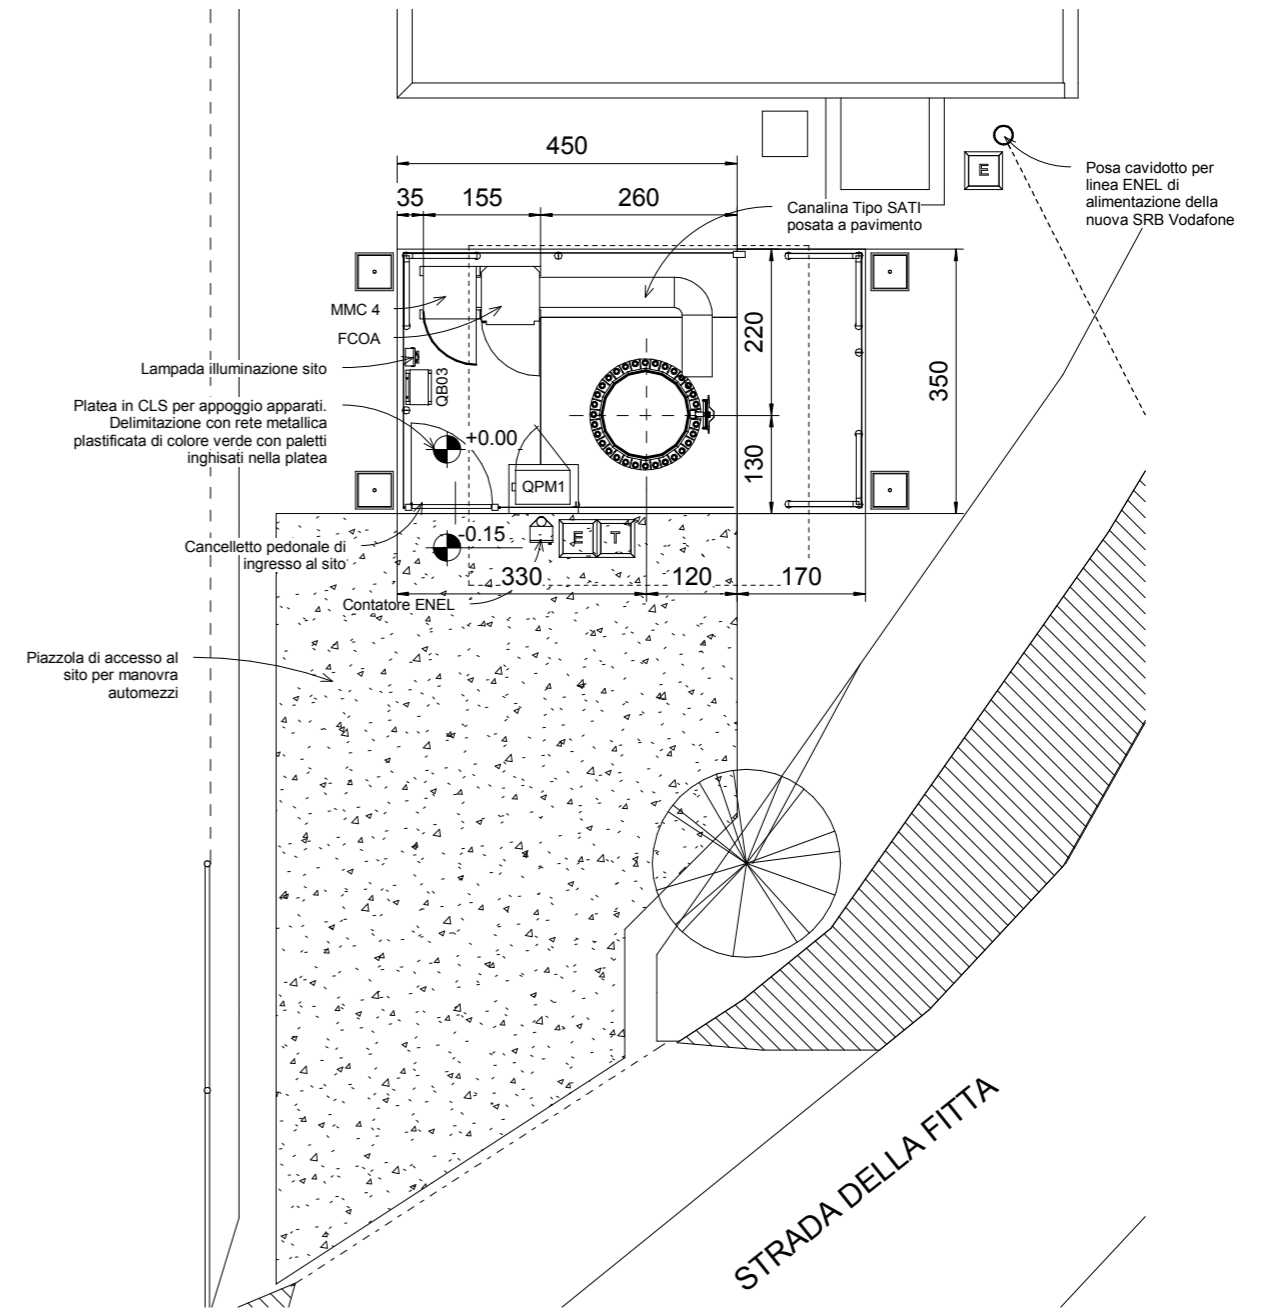 450
35 155 260
E
Posa cavidotto per
linea ENEL di
alimentazione della
nuova SRB Vodafone
Canalina Tipo SATI
posata a pavimento
MMC 4
FCOA
220
350
Lampada illuminazione sito
QB03
Platea in CLS per appoggio apparati.
Delimitazione con rete metallica
plastificata di colore verde con paletti
inghisati nella platea
+0.00
130
QPM1
-0.15
E T
Cancelletto pedonale di
ingresso al sito
330 120 170
Contatore ENEL
Piazzola di accesso al
sito per manovra
automezzi
STRADA DELLA FITTA